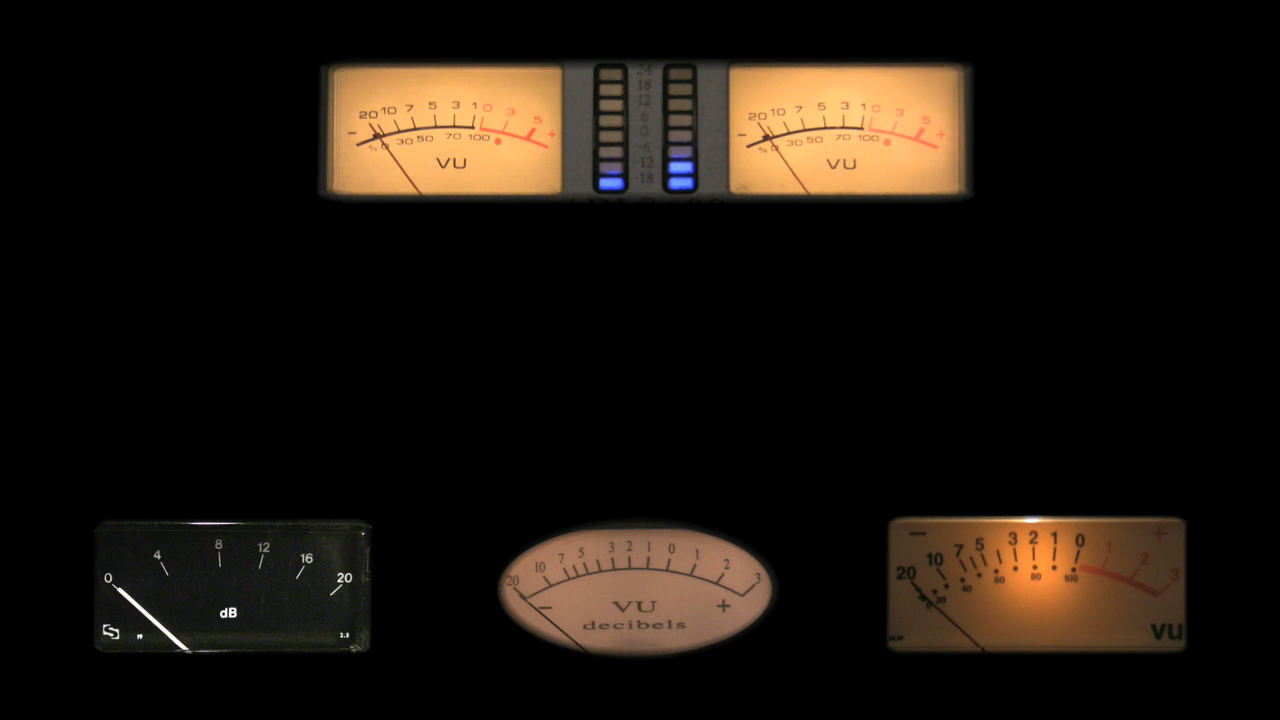 20 10 7 5 3 1 0 3 5
- +
% 0 30 50 70 100
VU
24
18
12
6
0
-6
-12
-18
20 10 7 5 3 1 0 3 5
- +
% 0 30 50 70 100
VU
0 4 8 12 16 20
dB
20 10 7 5 3 2 1 0 1 2 3
- +
VU
decibels
- +
20 10 7 5 3 2 1 0 1 2 3
0 20 40 60 80 100
vu